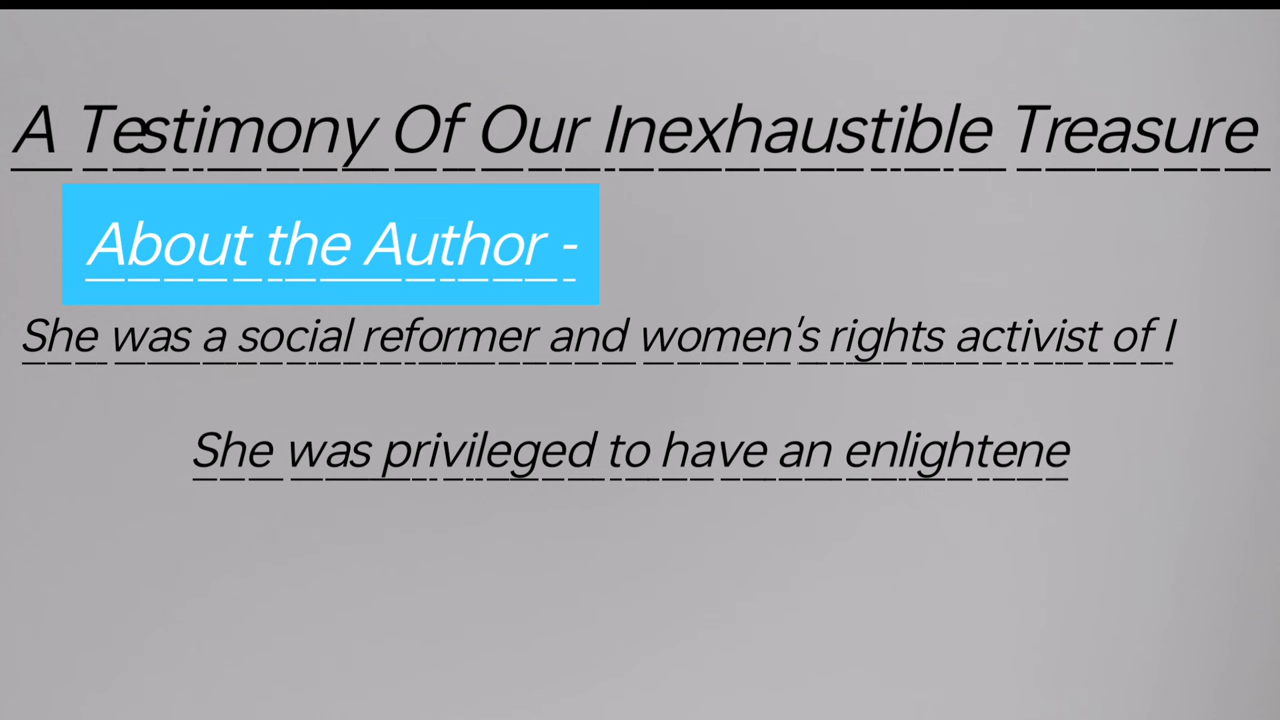 A Testimony Of Our Inexhaustible Treasure
About the Author -
She was a social reformer and women's rights activist of I
She was privileged to have an enlightene